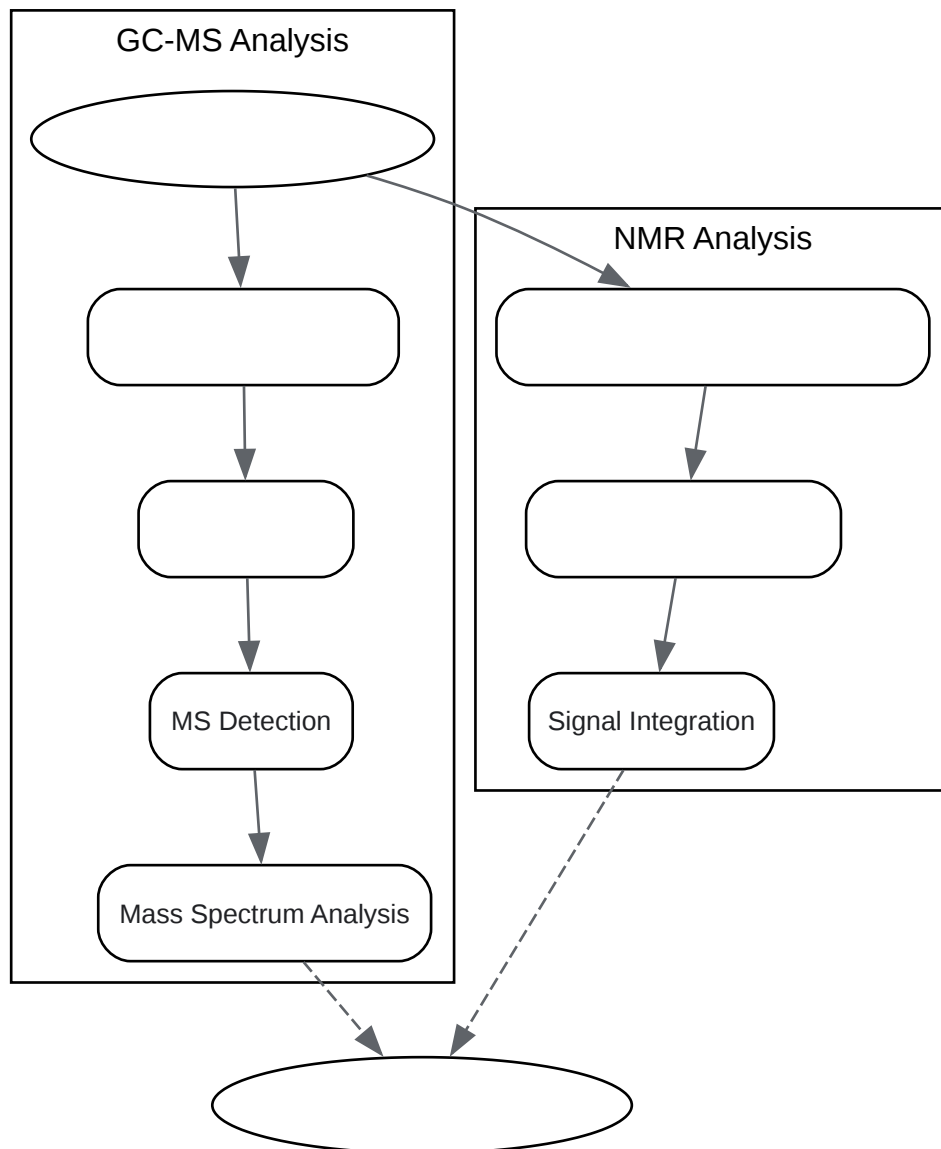 GC-MS Analysis
NMR Analysis
MS Detection
Signal Integration
Mass Spectrum Analysis